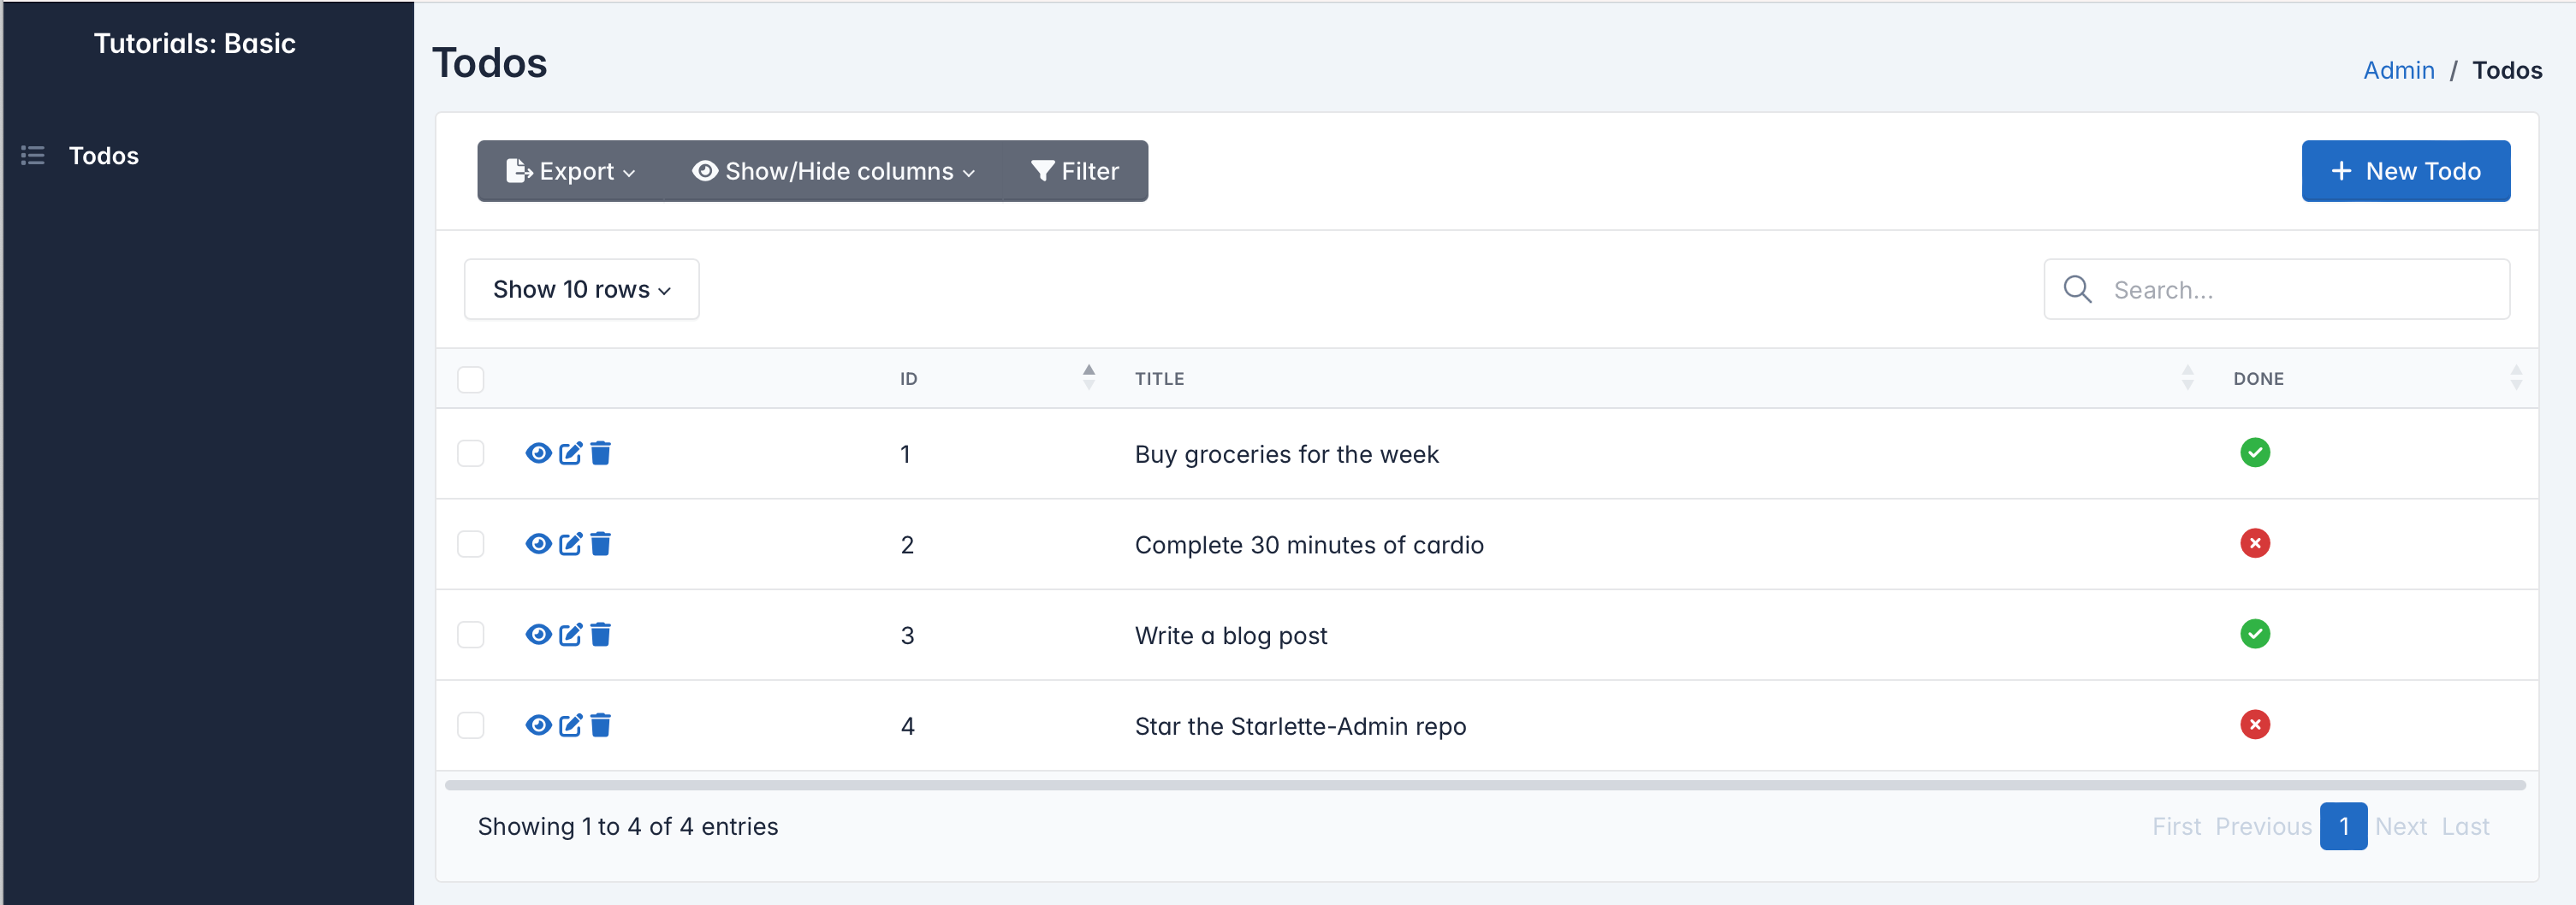 Tutorials: Basic
Todos
Todos
Admin / Todos
Export Show/Hide columns Filter
New Todo
Show 10 rows
Search...
ID TITLE DONE
1 Buy groceries for the week
2 Complete 30 minutes of cardio
3 Write a blog post
4 Star the Starlette-Admin repo
Showing 1 to 4 of 4 entries
First Previous 1 Next Last